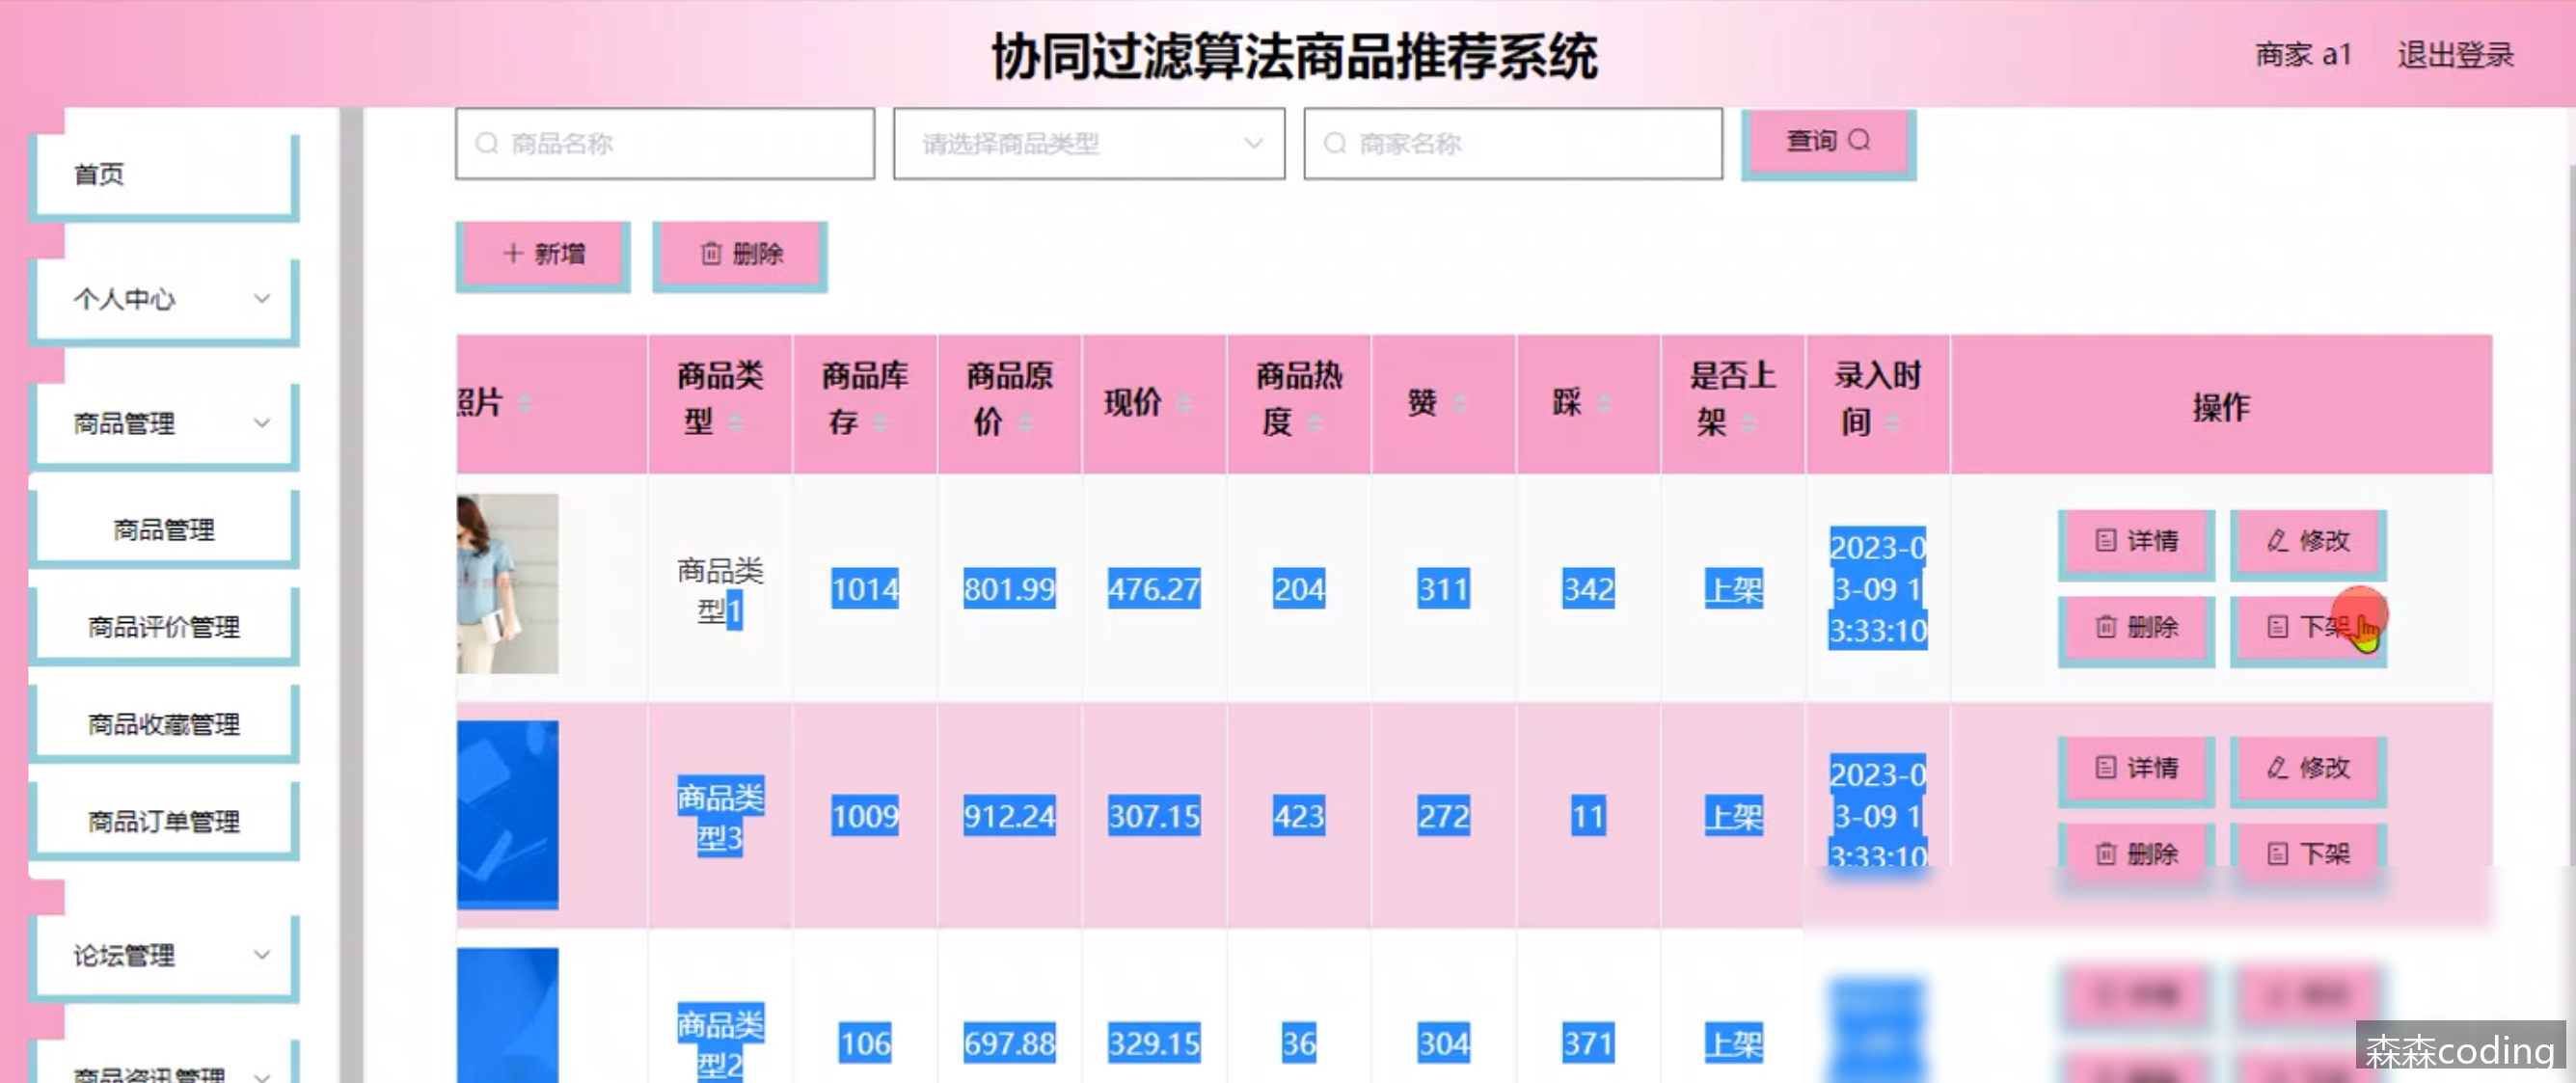 协同过滤算法商品推荐系统
商家 a1
退出登录
商品名称
请选择商品类型
商家名称
查询
新增
删除
首页
个人中心
商品管理
商品管理
商品评价管理
商品收藏管理
商品订单管理
论坛管理
商品资讯管理
照片
商品类
型
商品库
存
商品原
价
现价
商品热
度
赞
踩
是否上
架
录入时
间
操作
商品类
型1
1014
801.99
476.27
204
311
342
上架
2023-0
3-09 1
3:33:10
详情
修改
删除
下架
商品类
型3
1009
912.24
307.15
423
272
11
上架
2023-0
3-09 1
3:33:10
详情
修改
删除
下架
商品类
型2
106
697.88
329.15
36
304
371
上架
森森coding